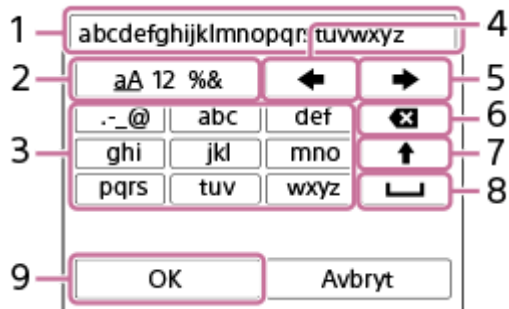 1 abcdefghijklmnopqrstuvwxyz 4
2 aA 12 %& 5
.-_@ abc def 6
3 ghi jkl mno 7
pqrs tuv wxyz 8
9 OK Avbryt